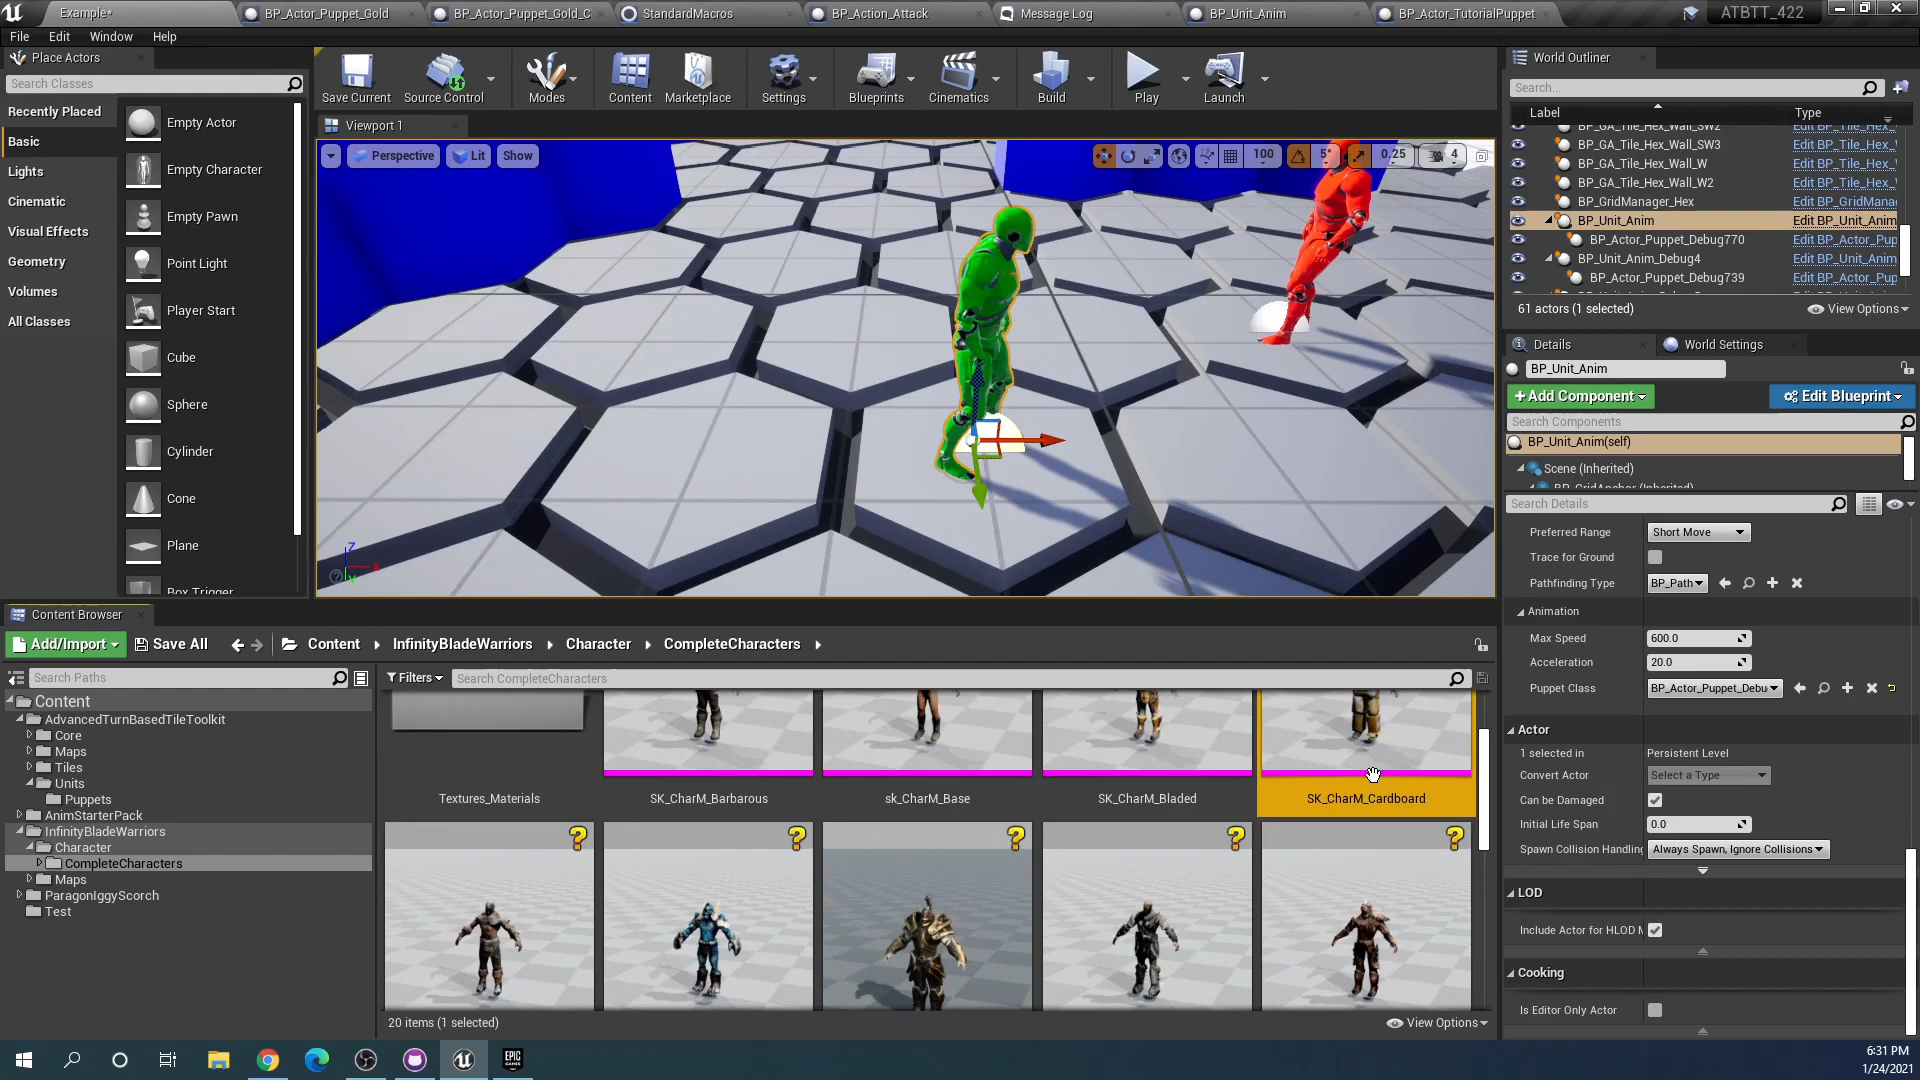 Example*
BP_Actor_Puppet_Gold
BP_Actor_Puppet_Gold_C
StandardMacros
BP_Action_Attack
Message Log
BP_Unit_Anim
BP_Actor_TutorialPuppet
ATBTT_422
File Edit Window Help
Place Actors
Search Classes
Recently Placed
Basic
Lights
Cinematic
Visual Effects
Geometry
Volumes
All Classes
Empty Actor
Empty Character
Empty Pawn
Point Light
Player Start
Cube
Sphere
Cylinder
Cone
Plane
Box Trigger
Save Current
Source Control
Modes
Content
Marketplace
Settings
Blueprints
Cinematics
Build
Play
Launch
Viewport 1
Perspective Lit Show
100 5° 0.25 4
Z
World Outliner
Search...
Label Type
BP_GA_Tile_Hex_Wall_SW2 Edit BP_Tile_Hex_
BP_GA_Tile_Hex_Wall_SW3 Edit BP_Tile_Hex_
BP_GA_Tile_Hex_Wall_W Edit BP_Tile_Hex_
BP_GA_Tile_Hex_Wall_W2 Edit BP_Tile_Hex_
BP_GridManager_Hex Edit BP_GridMana
BP_Unit_Anim Edit BP_Unit_Anim
BP_Actor_Puppet_Debug770 Edit BP_Actor_Pup
BP_Unit_Anim_Debug4 Edit BP_Unit_Anim
BP_Actor_Puppet_Debug739 Edit BP_Actor_Pup
61 actors (1 selected) View Options
Details
World Settings
BP_Unit_Anim
+Add Component
Edit Blueprint
Search Components
BP_Unit_Anim(self)
Scene (Inherited)
BP_GridAnchor (Inherited)
Search Details
Preferred Range Short Move
Trace for Ground
Pathfinding Type BP_Path
Animation
Max Speed 600.0
Acceleration 20.0
Puppet Class BP_Actor_Puppet_Debu
Actor
1 selected in Persistent Level
Convert Actor Select a Type
Can be Damaged
Initial Life Span 0.0
Spawn Collision Handling Always Spawn, Ignore Collisions
LOD
Include Actor for HLOD M
Cooking
Is Editor Only Actor
Content Browser
Add/Import Save All Content InfinityBladeWarriors Character CompleteCharacters
Search Paths
Filters Search CompleteCharacters
Content
AdvancedTurnBasedTileToolkit
Core
Maps
Tiles
Units
Puppets
AnimStarterPack
InfinityBladeWarriors
Character
CompleteCharacters
Maps
ParagonIggyScorch
Test
Textures_Materials
SK_CharM_Barbarous
sk_CharM_Base
SK_CharM_Bladed
SK_CharM_Cardboard
? ? ? ? ?
20 items (1 selected)
View Options
EPIC GAMES
6:31 PM
1/24/2021